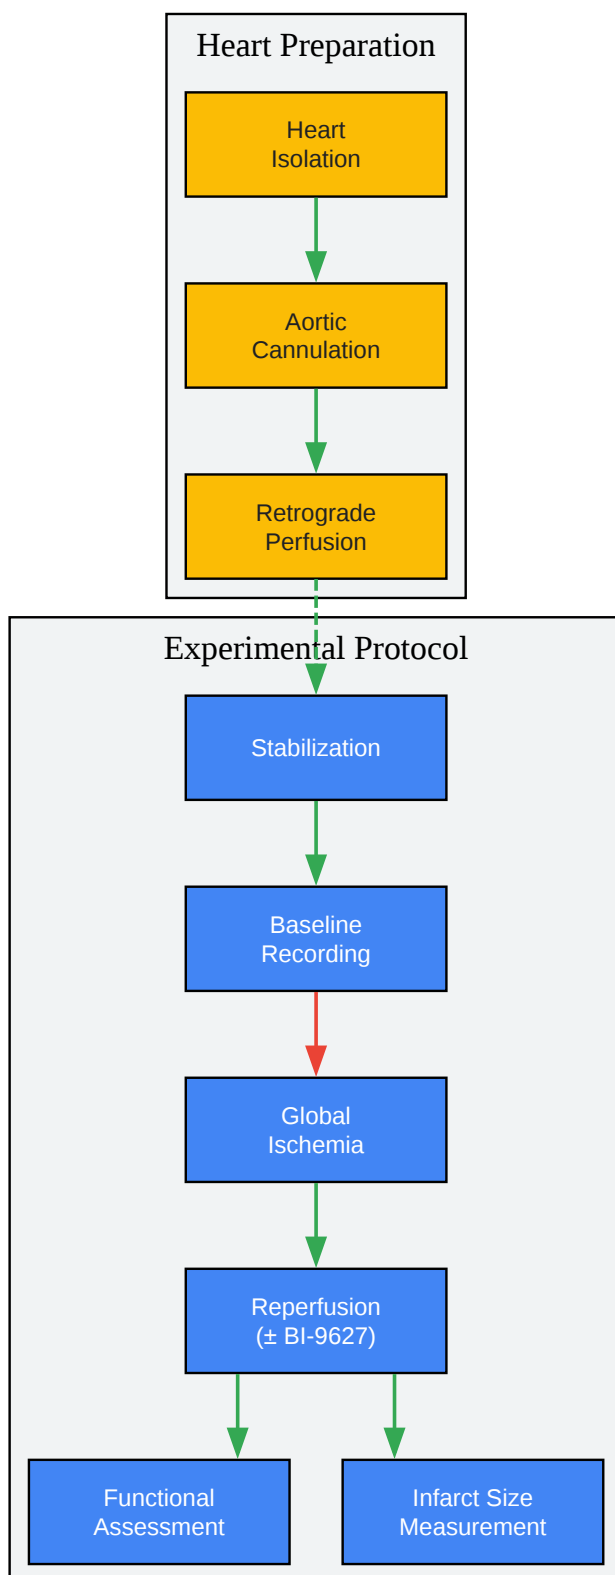 Heart Preparation
Heart
Isolation
Aortic
Cannulation
Retrograde
Perfusion
Experimental Protocol
Stabilization
Baseline
Recording
Global
Ischemia
Reperfusion
(± BI-9627)
Functional
Assessment
Infarct Size
Measurement